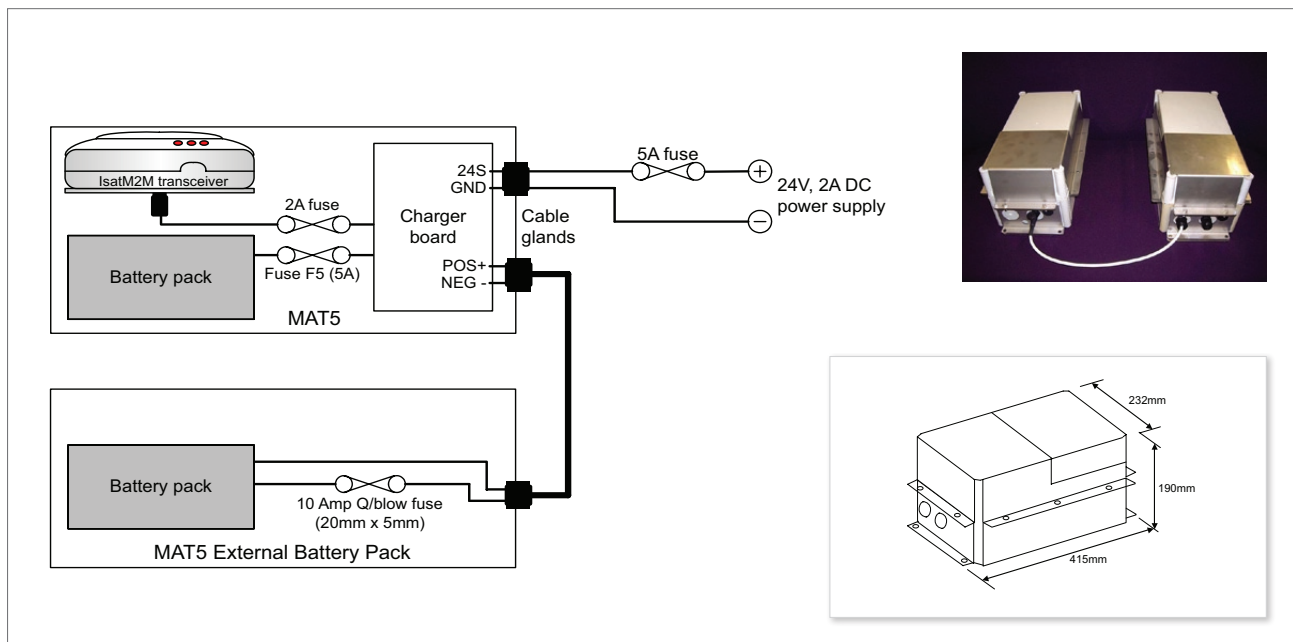 IsatM2M transceiver
2A fuse
Battery pack
Fuse F5 (5A)
Charger
board
24S
GND
POS+
NEG -
Cable
glands
MAT5
5A fuse
+
24V, 2A DC
power supply
−
Battery pack
10 Amp Q/blow fuse
(20mm x 5mm)
MAT5 External Battery Pack
232mm
190mm
415mm